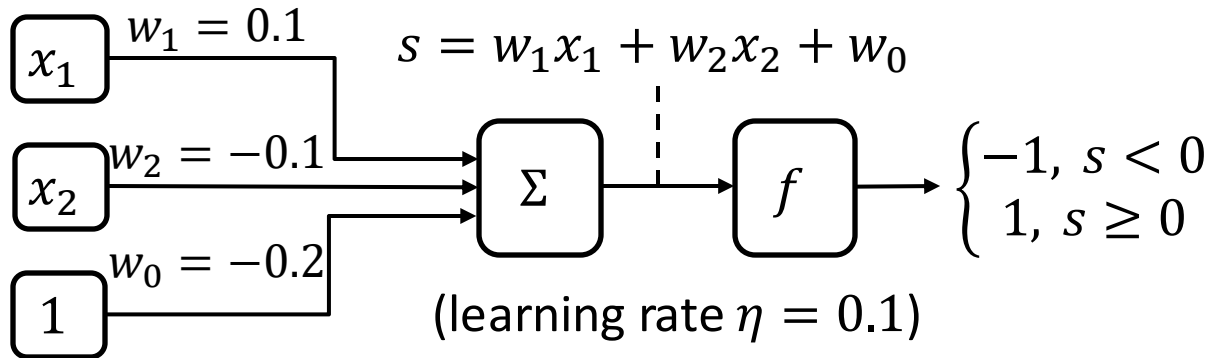 w₁ = 0.1
x₁
s = w₁x₁ + w₂x₂ + w₀
w₂ = −0.1
x₂
Σ
f
−1, s < 0
1, s ≥ 0
w₀ = −0.2
1
(learning rate η = 0.1)